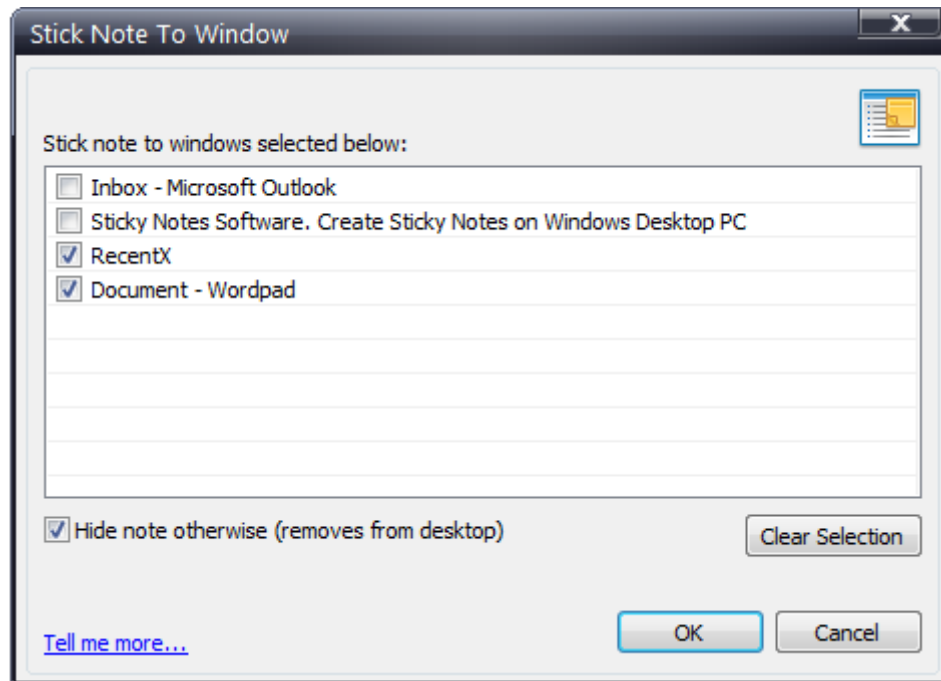 Stick Note To Window
Stick note to windows selected below:
Inbox - Microsoft Outlook
Sticky Notes Software. Create Sticky Notes on Windows Desktop PC
RecentX
Document - Wordpad
Hide note otherwise (removes from desktop)
Clear Selection
Tell me more...
OK
Cancel